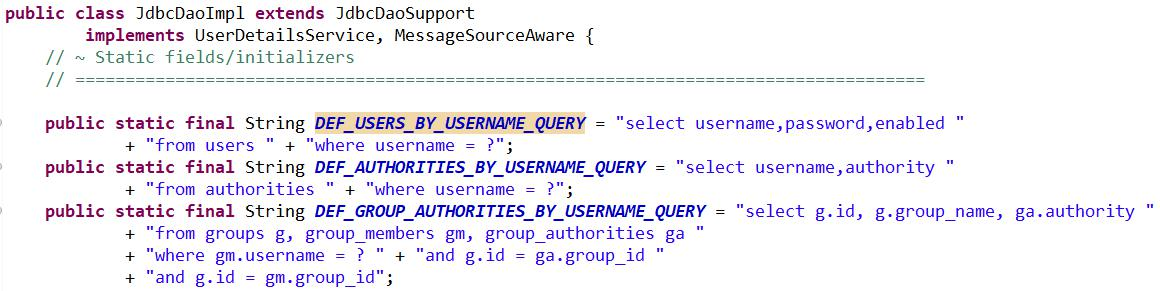 public class JdbcDaoImpl extends JdbcDaoSupport
        implements UserDetailsService, MessageSourceAware {
    // ~ Static fields/initializers
    // =====================================================================================

    public static final String DEF_USERS_BY_USERNAME_QUERY = "select username,password,enabled "
            + "from users " + "where username = ?";
    public static final String DEF_AUTHORITIES_BY_USERNAME_QUERY = "select username,authority "
            + "from authorities " + "where username = ?";
    public static final String DEF_GROUP_AUTHORITIES_BY_USERNAME_QUERY = "select g.id, g.group_name, ga.authority "
            + "from groups g, group_members gm, group_authorities ga "
            + "where gm.username = ? " + "and g.id = ga.group_id "
            + "and g.id = gm.group_id";